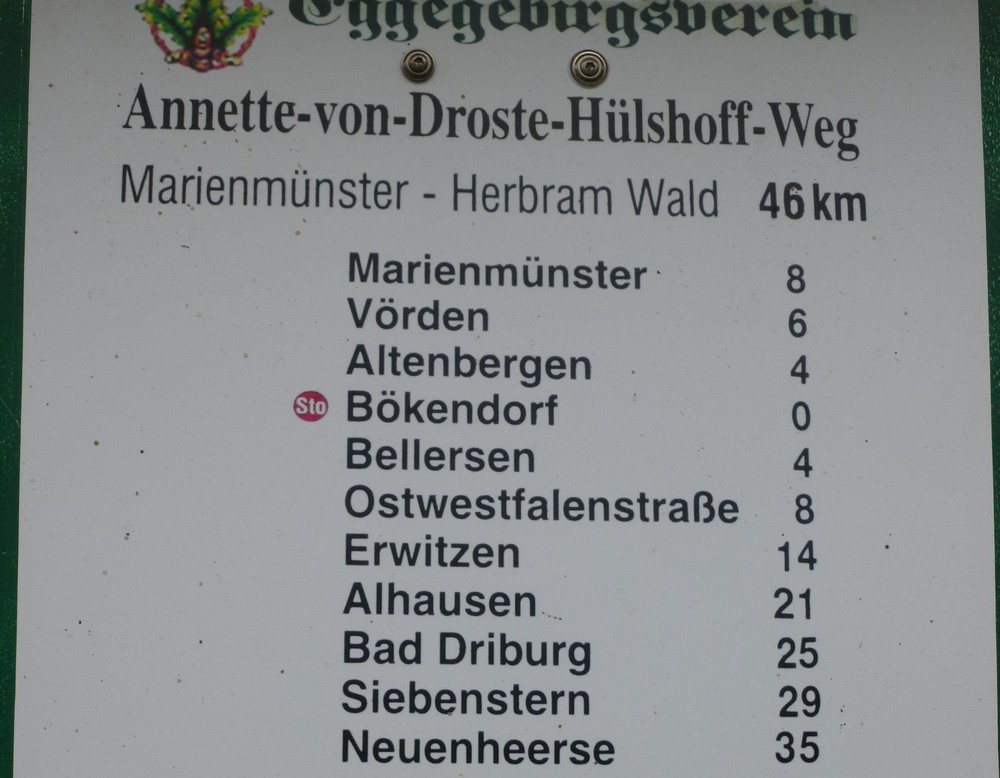 Eggegebirgsverein
Annette-von-Droste-Hülshoff-Weg
Marienmünster - Herbram Wald 46 km
Marienmünster 8
Vörden 6
Altenbergen 4
Sto Bökendorf 0
Bellersen 4
Ostwestfalenstraße 8
Erwitzen 14
Alhausen 21
Bad Driburg 25
Siebenstern 29
Neuenheerse 35